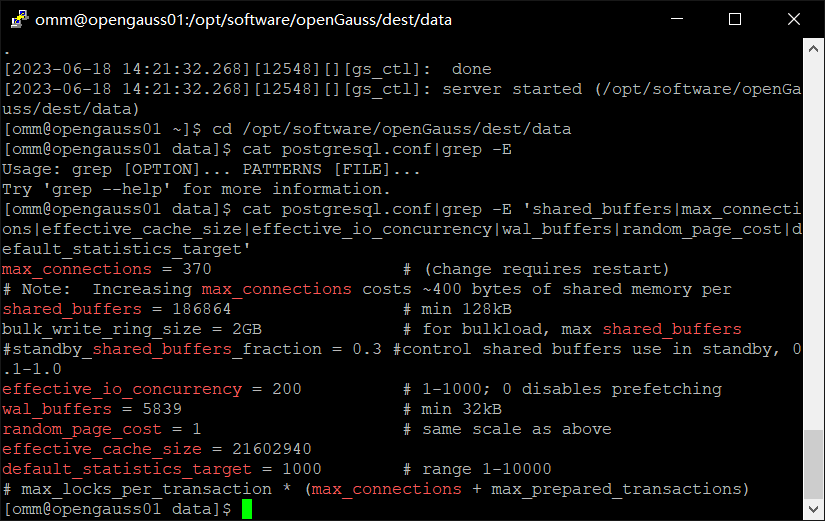 omm@opengauss01:/opt/software/openGauss/dest/data
.
[2023-06-18 14:21:32.268][12548][][gs_ctl]:  done
[2023-06-18 14:21:32.268][12548][][gs_ctl]: server started (/opt/software/openGa
uss/dest/data)
[omm@opengauss01 ~]$ cd /opt/software/openGauss/dest/data
[omm@opengauss01 data]$ cat postgresql.conf|grep -E
Usage: grep [OPTION]... PATTERNS [FILE]...
Try 'grep --help' for more information.
[omm@opengauss01 data]$ cat postgresql.conf|grep -E 'shared_buffers|max_connecti
ons|effective_cache_size|effective_io_concurrency|wal_buffers|random_page_cost|d
efault_statistics_target'
max_connections = 370                   # (change requires restart)
# Note:  Increasing max_connections costs ~400 bytes of shared memory per
shared_buffers = 186864                 # min 128kB
bulk_write_ring_size = 2GB              # for bulkload, max shared_buffers
#standby_shared_buffers_fraction = 0.3 #control shared buffers use in standby, 0
.1-1.0
effective_io_concurrency = 200          # 1-1000; 0 disables prefetching
wal_buffers = 5839                      # min 32kB
random_page_cost = 1                    # same scale as above
effective_cache_size = 21602940
default_statistics_target = 1000        # range 1-10000
# max_locks_per_transaction * (max_connections + max_prepared_transactions)
[omm@opengauss01 data]$